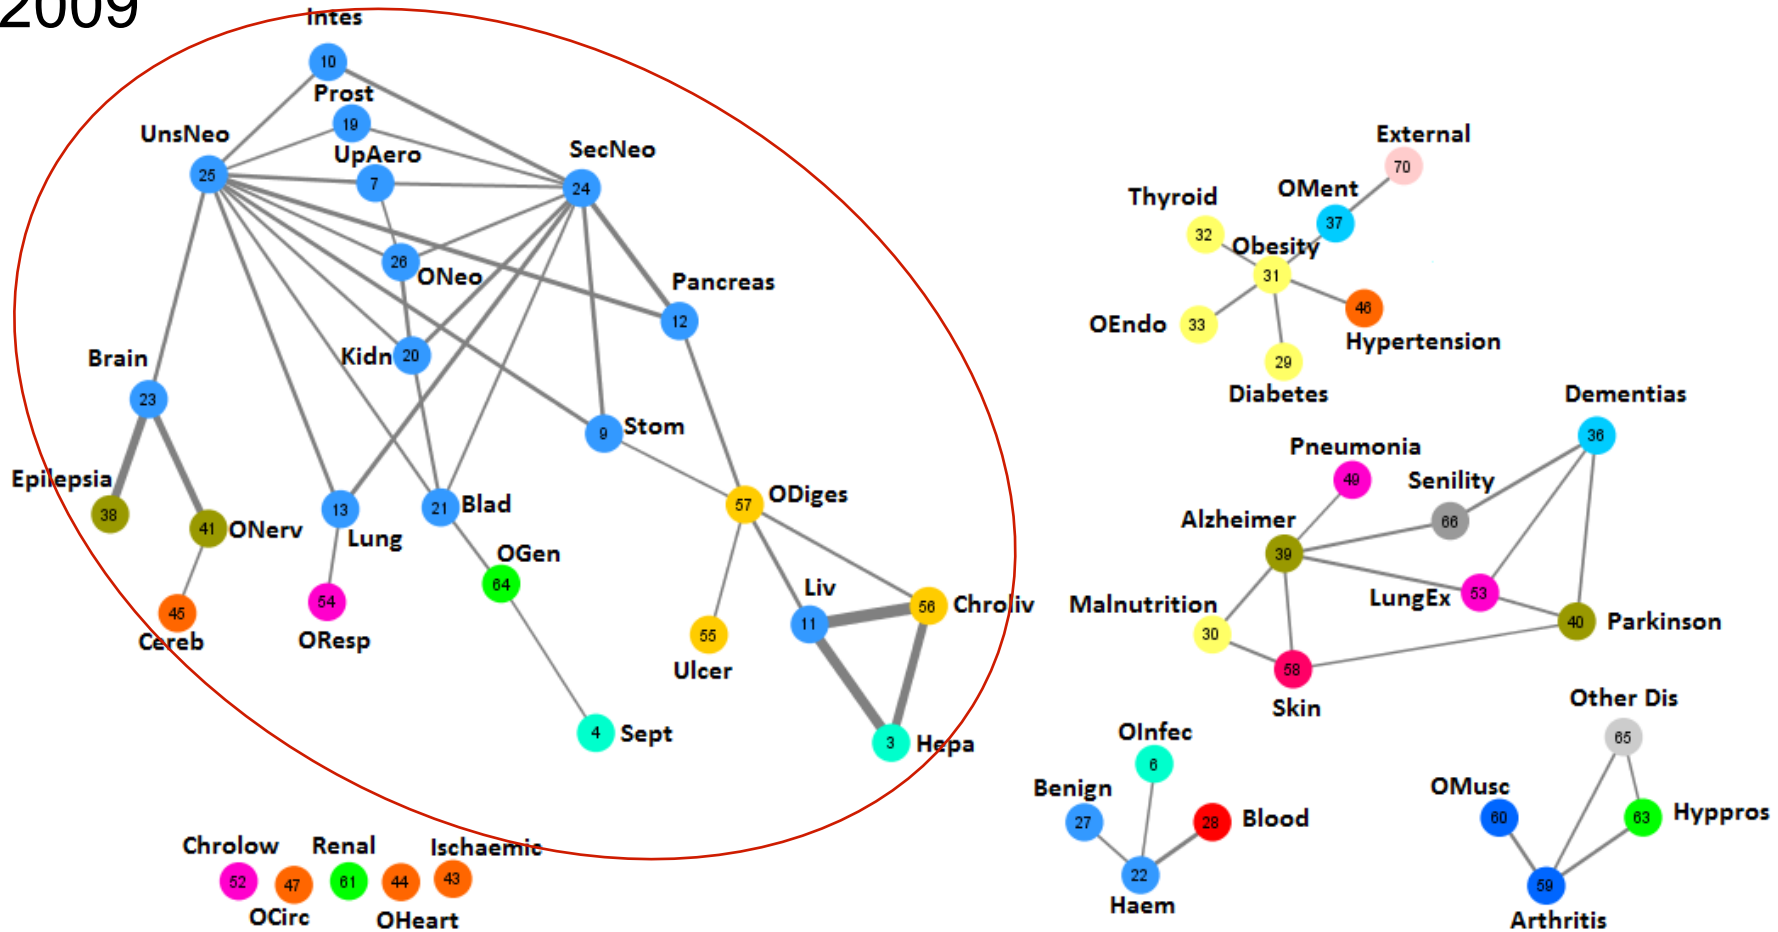 2009
Intes
10
Prost
19
UnsNeo
UpAero
SecNeo
25
7
24
26
ONeo
Pancreas
12
Brain
Kidn
20
23
9
Stom
Epilepsia
38
41
ONerv
13
Lung
21
Blad
57
ODiges
OGen
64
54
OResp
45
Cereb
Liv
11
56
Chroliv
55
Ulcer
4
Sept
3
Hepa
Chrolow
Renal
Ischaemic
52
47
61
44
43
OCirc
OHeart
External
70
Thyroid
OMent
32
37
Obesity
31
OEndo
33
46
Hypertension
29
Diabetes
Dementias
36
Pneumonia
49
Senility
66
Alzheimer
39
LungEx
53
Malnutrition
30
40
Parkinson
58
Skin
OInfec
6
Benign
27
28
Blood
22
Haem
Other Dis
65
OMusc
60
63
Hyppros
59
Arthritis